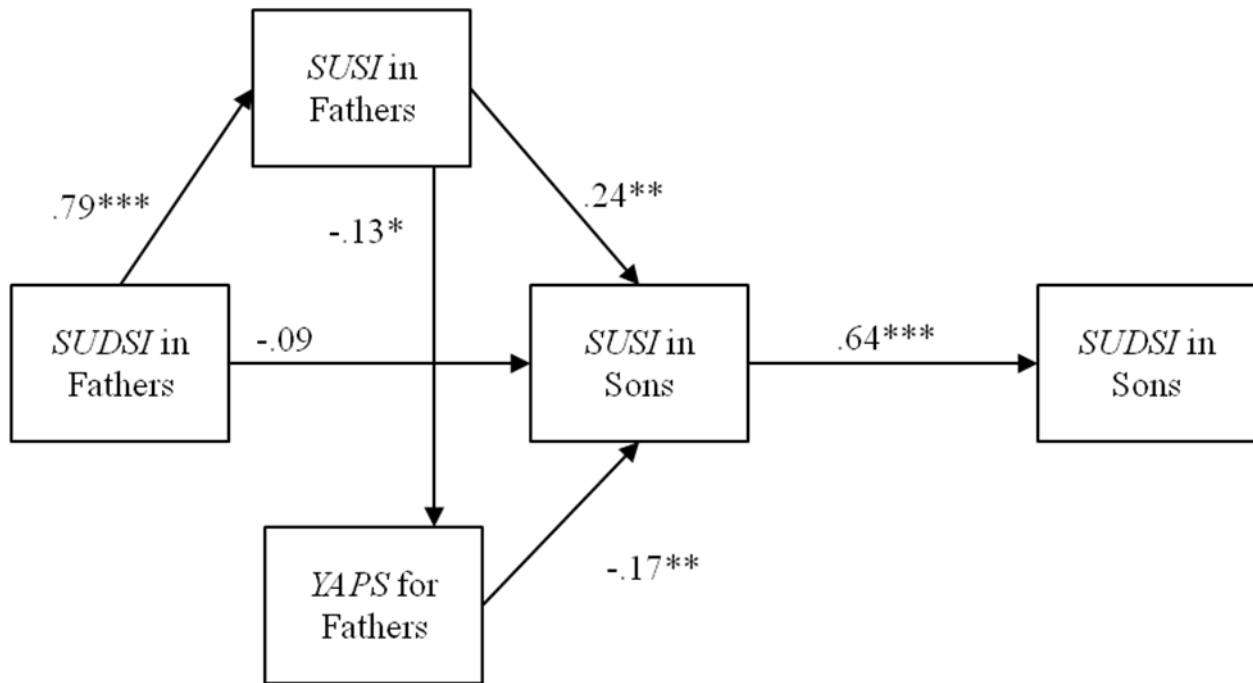 SUSI in
Fathers
.79***
.24**
-.13*
SUDSI in
Fathers
-.09
SUSI in
Sons
.64***
SUDSI in
Sons
YAPS for
Fathers
-.17**